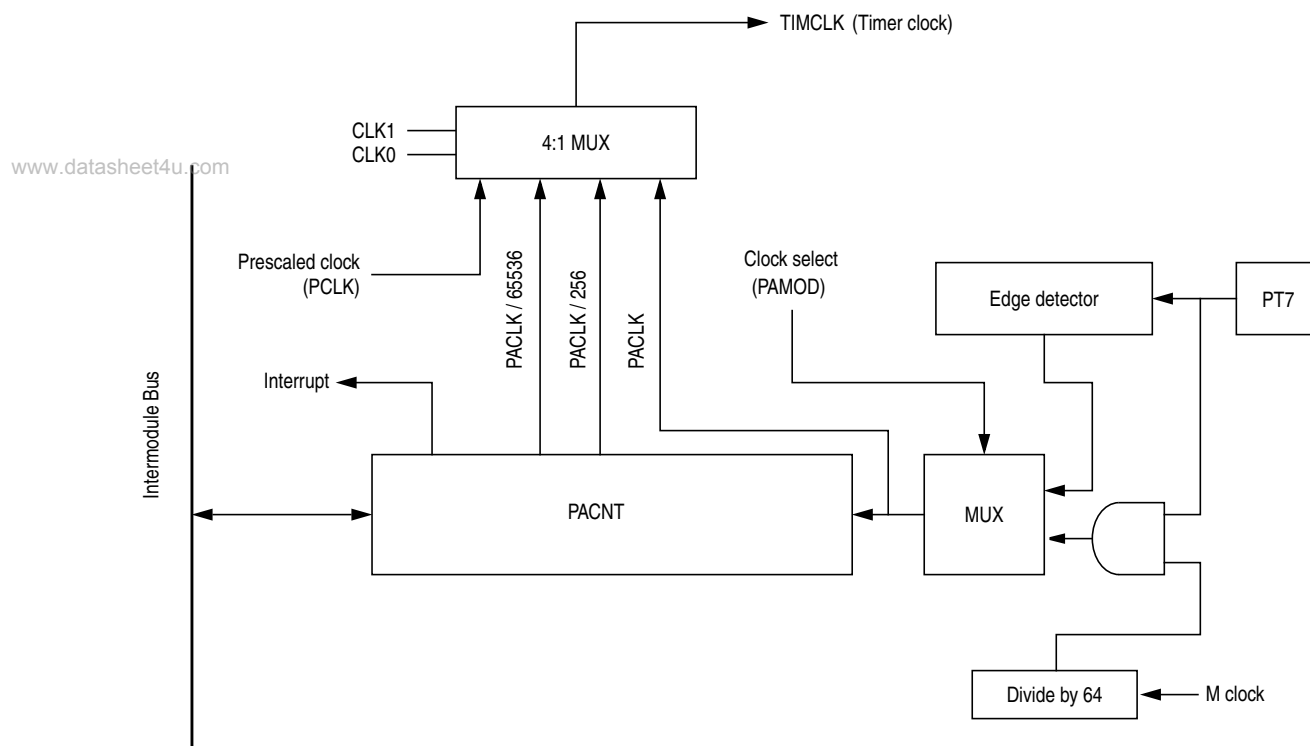 TIMCLK (Timer clock)
CLK1
CLK0
4:1 MUX
www.datasheet4u.com
Prescaled clock
(PCLK)
PACLK / 65536
PACLK / 256
PACLK
Clock select
(PAMOD)
Edge detector
PT7
Interrupt
Intermodule Bus
PACNT
MUX
Divide by 64
M clock